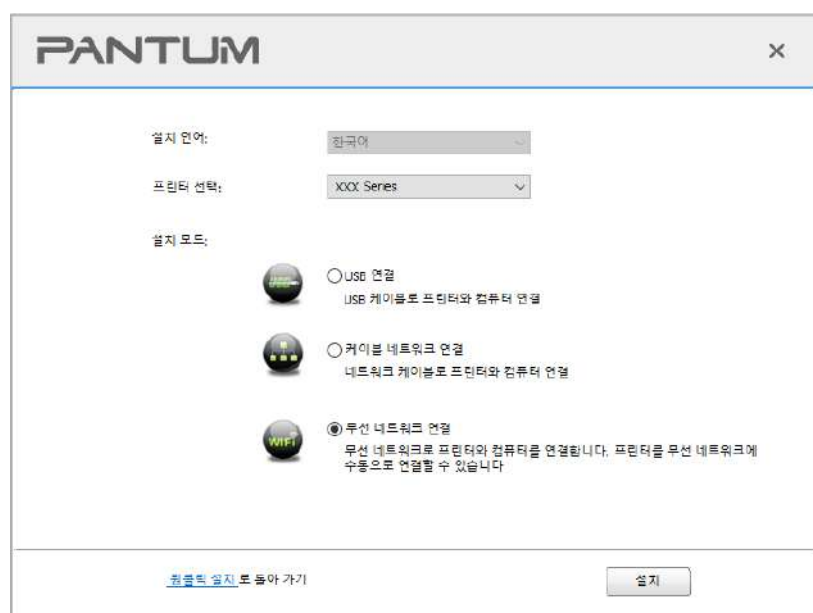 PANTUM
설치 언어:
한국어
프린터 선택:
XXX Series
설치 모드:
USB 연결
USB 케이블로 프린터와 컴퓨터 연결
케이블 네트워크 연결
네트워크 케이블로 프린터와 컴퓨터 연결
WiFi
무선 네트워크 연결
무선 네트워크로 프린터와 컴퓨터를 연결합니다. 프린터를 무선 네트워크에
수동으로 연결할 수 있습니다
원클릭 설치 로 돌아 가기
설치